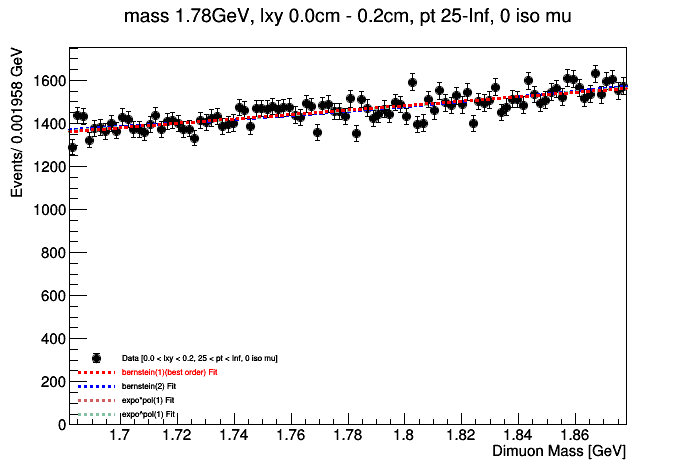 mass 1.78GeV, lxy 0.0cm - 0.2cm, pt 25-Inf, 0 iso mu
Events/ 0.001958 GeV
1600
1400
1200
1000
800
600
400
200
0
Data [0.0 < lxy < 0.2, 25 < pt < Inf, 0 iso mu]
bernstein(1)(best order) Fit
bernstein(2) Fit
expo*pol(1) Fit
expo*pol(1) Fit
1.7 1.72 1.74 1.76 1.78 1.8 1.82 1.84 1.86
Dimuon Mass [GeV]